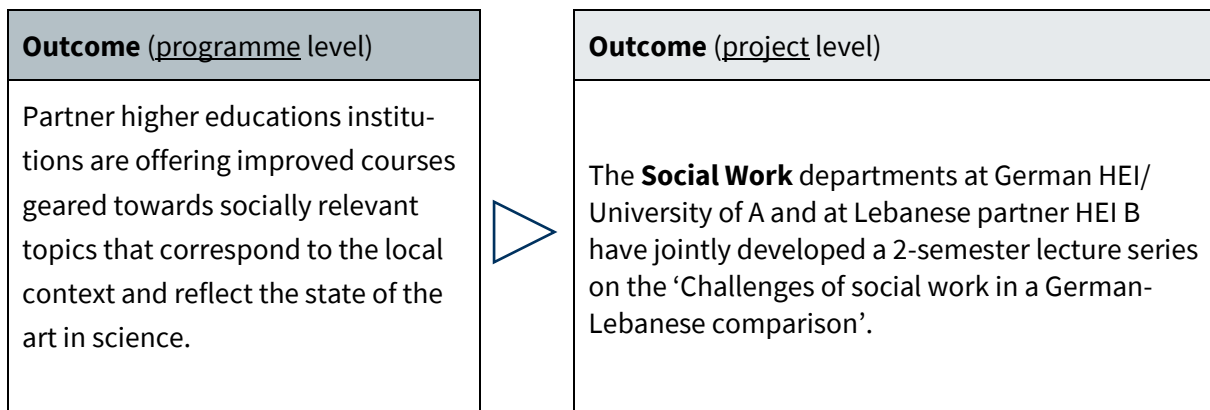 Outcome (programme level)
Partner higher educations institu-
tions are offering improved courses
geared towards socially relevant
topics that correspond to the local
context and reflect the state of the
art in science.
Outcome (project level)
The Social Work departments at German HEI/
University of A and at Lebanese partner HEI B
have jointly developed a 2-semester lecture series
on the ‘Challenges of social work in a German-
Lebanese comparison’.